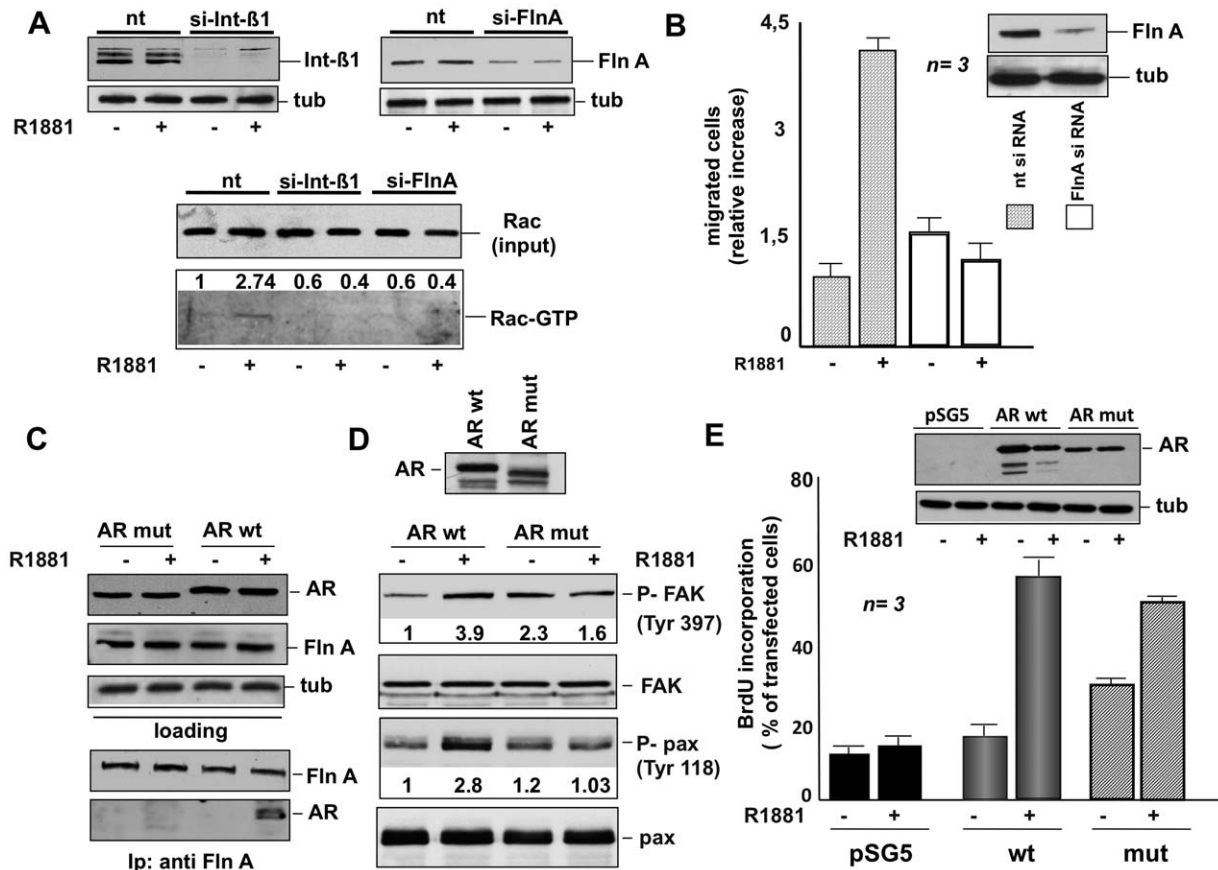 A
nt si-Int-ß1
Int-ß1
tub
R1881 - + - +
nt si-FlnA
Fln A
tub
- + - +
nt si-Int-ß1 si-FlnA
Rac
(input)
1 2.74 0.6 0.4 0.6 0.4
Rac-GTP
R1881 - + - + - +
B
4,5
3
1,5
0
migrated cells
(relative increase)
n= 3
Fln A
tub
nt si RNA
FlnA si RNA
R1881 - + - +
C
AR mut AR wt
R1881 - + - +
AR
Fln A
tub
loading
Fln A
AR
Ip: anti Fln A
D
AR wt
AR mut
AR
AR wt AR mut
- + - + R1881
P- FAK
(Tyr 397)
1 3.9 2.3 1.6
FAK
P- pax
(Tyr 118)
1 2.8 1.2 1.03
pax
E
pSG5 AR wt AR mut
AR
tub
R1881 - + - + - +
80
60
40
20
0
BrdU incorporation
( % of transfected cells)
n= 3
R1881 - + - + - +
pSG5 wt mut